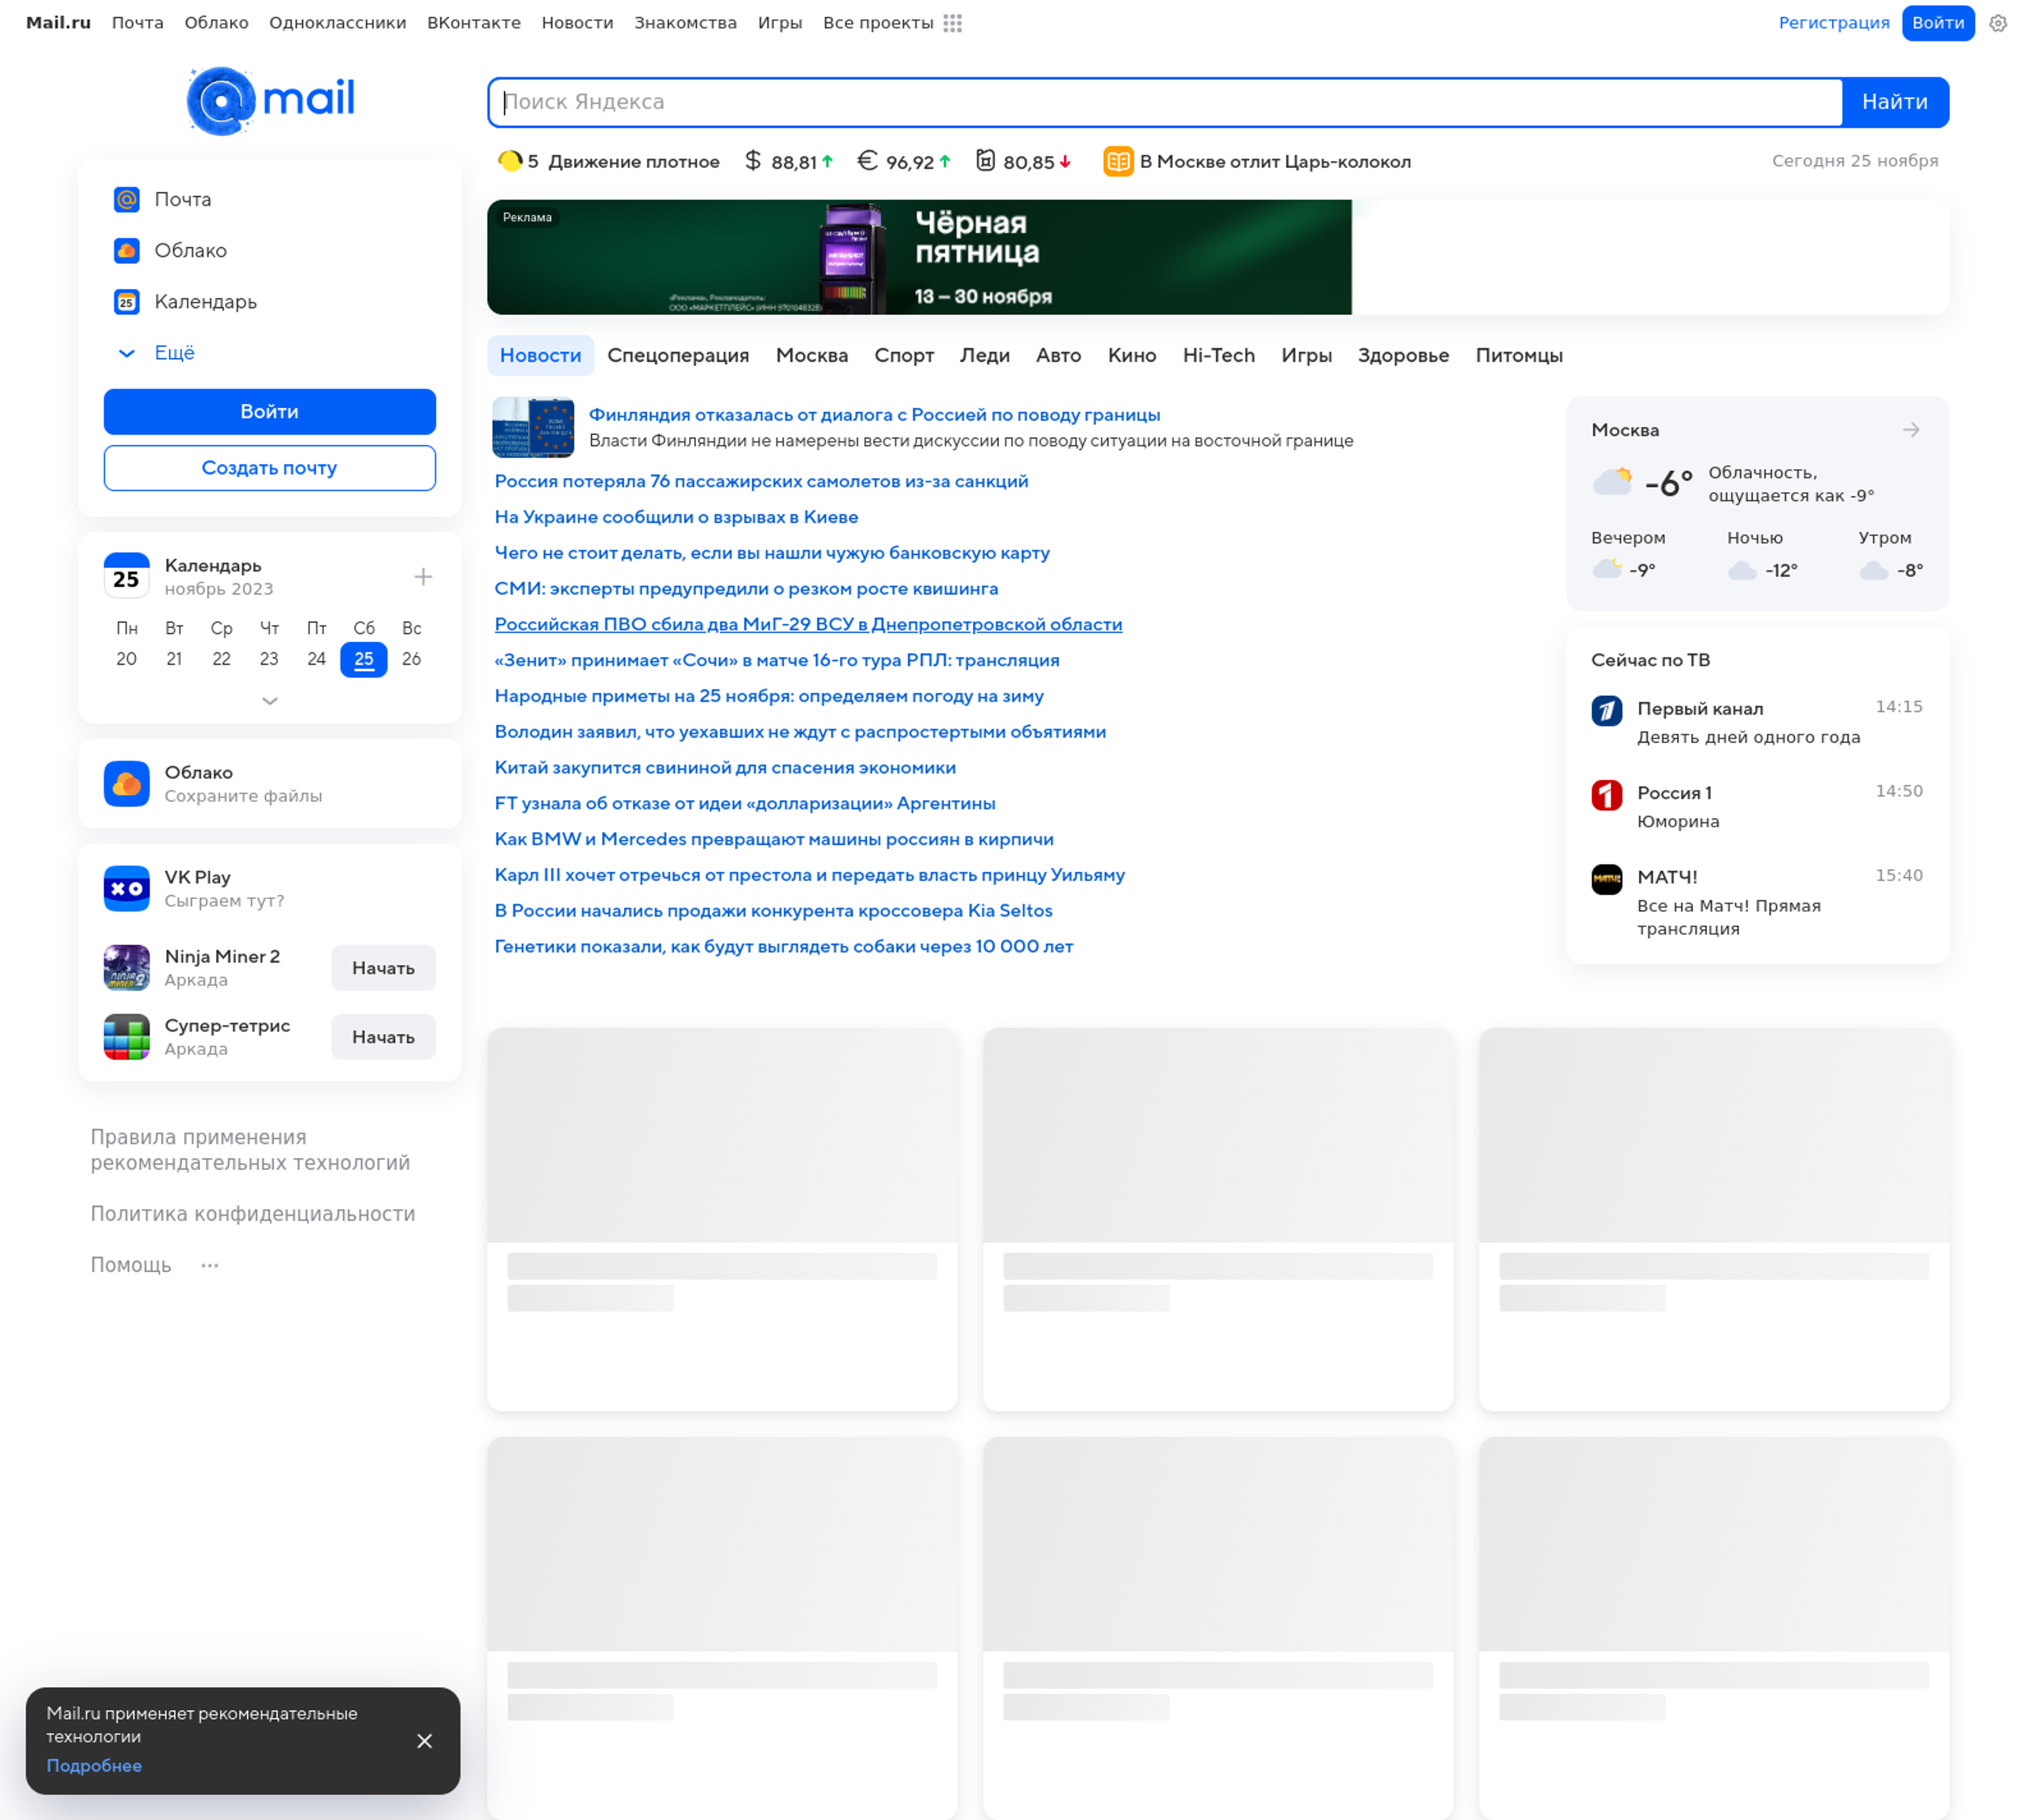 Mail.ru Почта Облако Одноклассники ВКонтакте Новости Знакомства Игры Все проекты
Регистрация Войти
mail
Поиск Яндекса
Найти
5 Движение плотное $ 88,81 € 96,92 80,85 В Москве отлит Царь-колокол
Сегодня 25 ноября
Почта
Облако
25 Календарь
Ещё
Войти
Создать почту
Реклама
Чёрная
пятница
13 – 30 ноября
«Реклама», Рекламодатель:
ООО «МАРКЕТПЛЕЙС» (ИНН 9701048328)
Новости Спецоперация Москва Спорт Леди Авто Кино Hi-Tech Игры Здоровье Питомцы
Финляндия отказалась от диалога с Россией по поводу границы
Власти Финляндии не намерены вести дискуссии по поводу ситуации на восточной границе
Россия потеряла 76 пассажирских самолетов из-за санкций
На Украине сообщили о взрывах в Киеве
Чего не стоит делать, если вы нашли чужую банковскую карту
СМИ: эксперты предупредили о резком росте квишинга
Российская ПВО сбила два МиГ-29 ВСУ в Днепропетровской области
«Зенит» принимает «Сочи» в матче 16-го тура РПЛ: трансляция
Народные приметы на 25 ноября: определяем погоду на зиму
Володин заявил, что уехавших не ждут с распростертыми объятиями
Китай закупится свининой для спасения экономики
FT узнала об отказе от идеи «долларизации» Аргентины
Как BMW и Mercedes превращают машины россиян в кирпичи
Карл III хочет отречься от престола и передать власть принцу Уильяму
В России начались продажи конкурента кроссовера Kia Seltos
Генетики показали, как будут выглядеть собаки через 10 000 лет
Москва
-6°
Облачность,
ощущается как -9°
Вечером Ночью Утром
-9° -12° -8°
Сейчас по ТВ
Первый канал 14:15
Девять дней одного года
Россия 1 14:50
Юморина
МАТЧ! МАТЧ! 15:40
Все на Матч! Прямая
трансляция
25
Календарь
ноябрь 2023
Пн Вт Ср Чт Пт Сб Вс
20 21 22 23 24 25 26
Облако
Сохраните файлы
VK Play
Сыграем тут?
Ninja Miner 2
Аркада
Начать
Супер-тетрис
Аркада
Начать
Правила применения
рекомендательных технологий
Политика конфиденциальности
Помощь
Mail.ru применяет рекомендательные
технологии
Подробнее